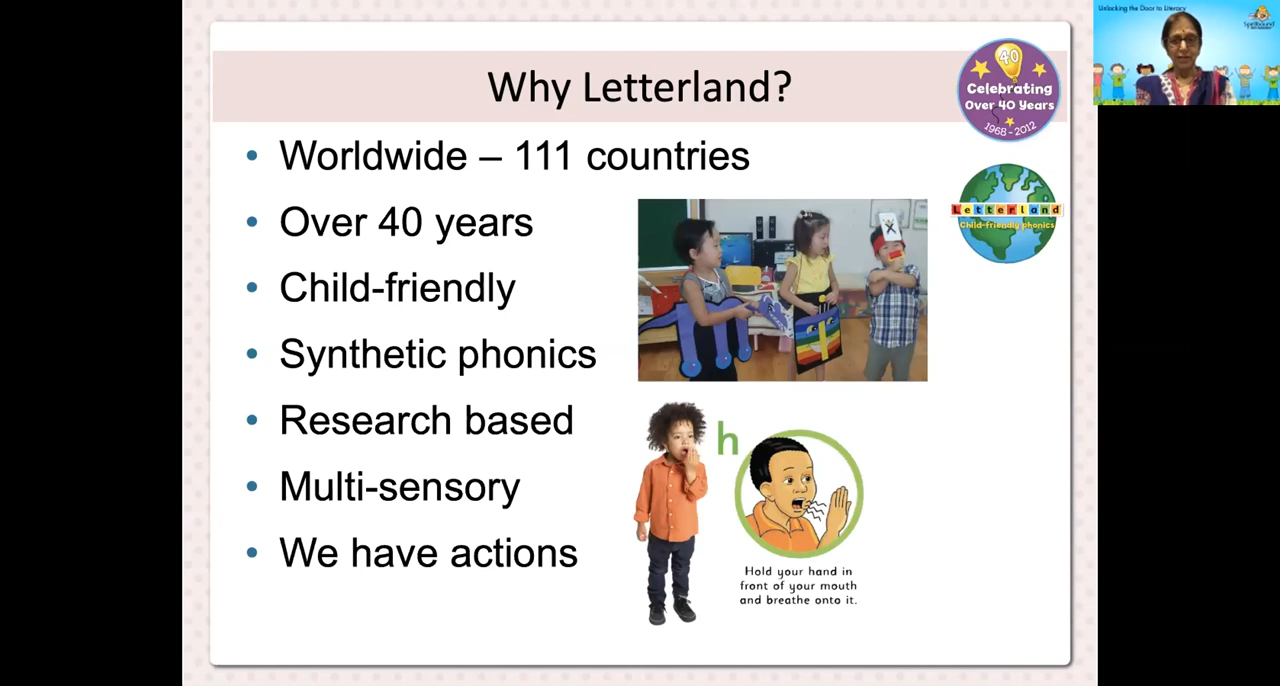 Unlocking the Door to Literacy
Spellbound
Why Letterland?
40
Celebrating
Over 40 Years
1968 - 2012
• Worldwide – 111 countries
• Over 40 years
• Child-friendly
• Synthetic phonics
• Research based
• Multi-sensory
• We have actions
Letterland
Child-friendly phonics
h
Hold your hand in
front of your mouth
and breathe onto it.